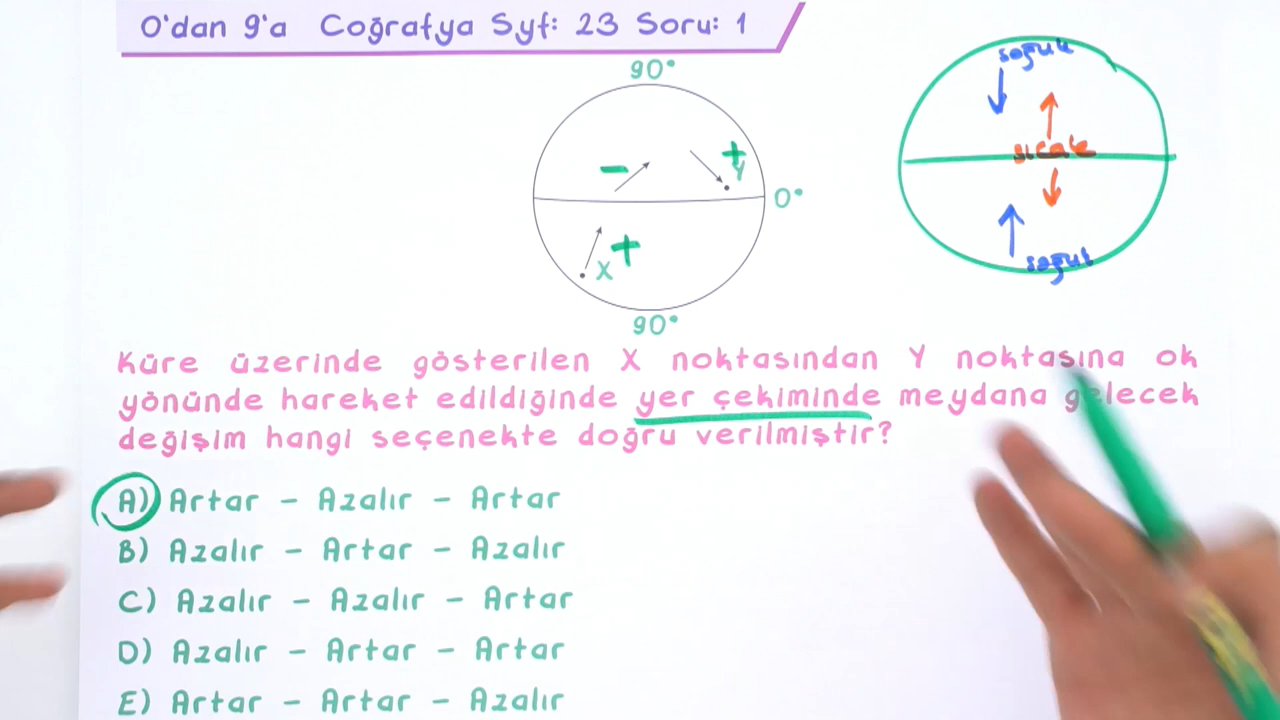 0'dan 9'a Coğrafya Syf: 23 Soru: 1
90°
soğuk
sıcak
0°
soğuk
- + Y
X +
90°
Küre üzerinde gösterilen X noktasından Y noktasına ok
yönünde hareket edildiğinde yer çekiminde meydana gelecek
değişim hangi seçenekte doğru verilmiştir?
A) Artar - Azalır - Artar
B) Azalır - Artar - Azalır
C) Azalır - Azalır - Artar
D) Azalır - Artar - Artar
E) Artar - Artar - Azalır